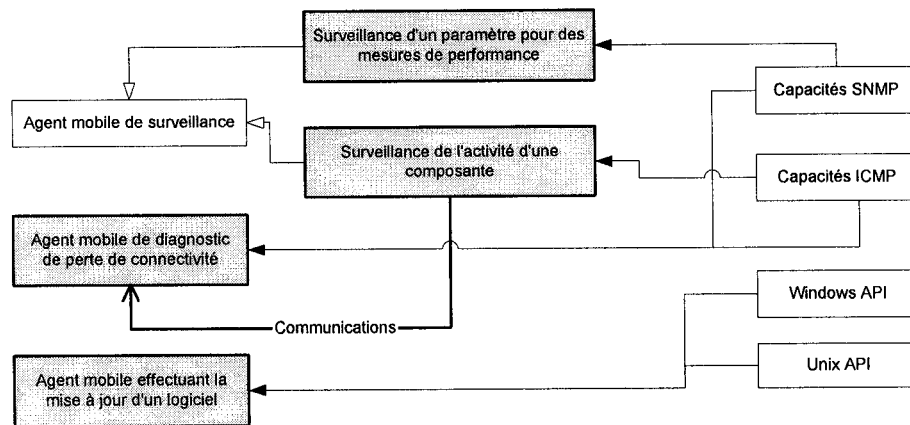 Surveillance d'un paramètre pour des
mesures de performance
Capacités SNMP
Agent mobile de surveillance
Surveillance de l'activité d'une
composante
Capacités ICMP
Agent mobile de diagnostic
de perte de connectivité
Windows API
Communications
Unix API
Agent mobile effectuant la
mise à jour d'un logiciel